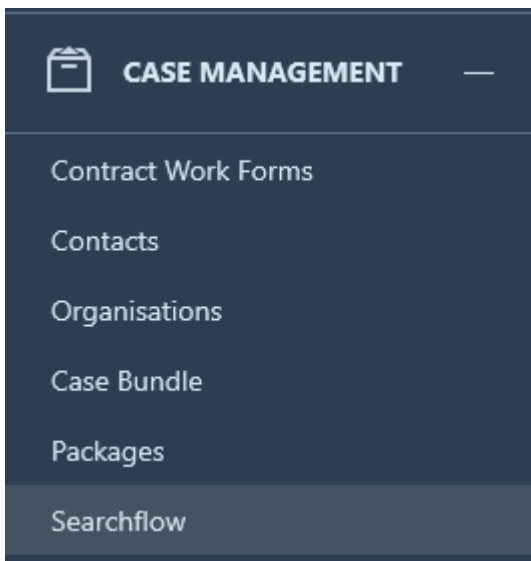 CASE MANAGEMENT
Contract Work Forms
Contacts
Organisations
Case Bundle
Packages
Searchflow